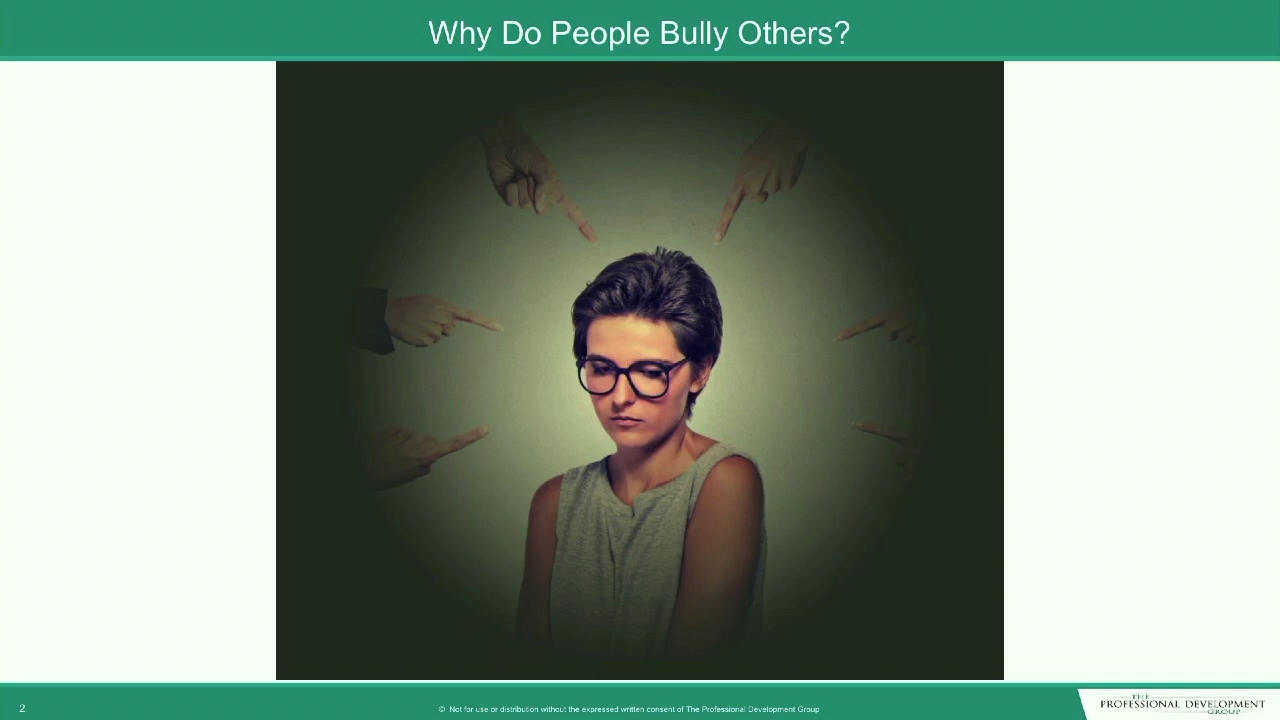 Why Do People Bully Others?
2
© Not for use or distribution without the expressed written consent of The Professional Development Group
THE
PROFESSIONAL DEVELOPMENT
GROUP